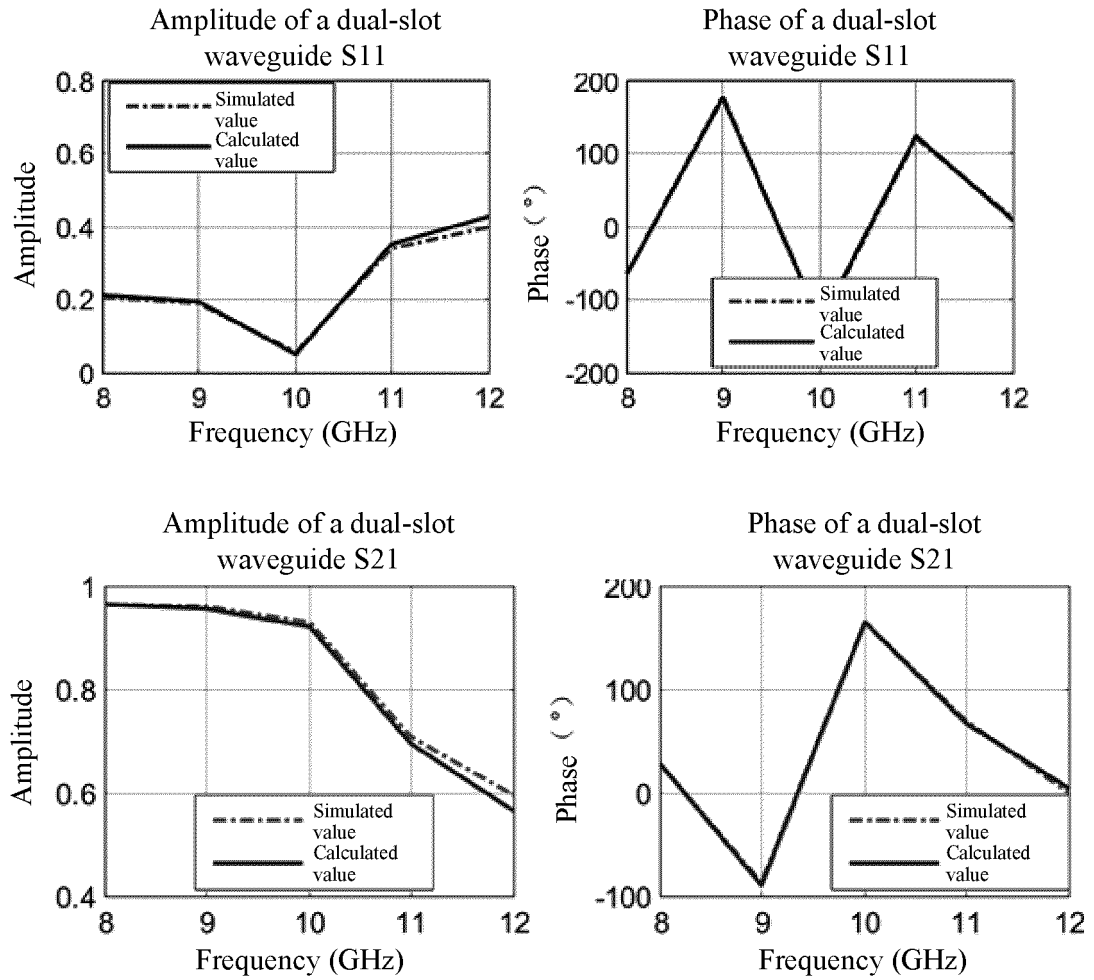 Amplitude of a dual-slot
waveguide S11
0.8
0.6
0.4
0.2
0
Amplitude
Simulated
value
Calculated
value
8 9 10 11 12
Frequency (GHz)
Phase of a dual-slot
waveguide S11
200
100
0
-100
-200
Phase (°)
Simulated
value
Calculated
value
8 9 10 11 12
Frequency (GHz)
Amplitude of a dual-slot
waveguide S21
1
0.8
0.6
0.4
Amplitude
Simulated
value
Calculated
value
8 9 10 11 12
Frequency (GHz)
Phase of a dual-slot
waveguide S21
200
100
0
-100
Phase (°)
Simulated
value
Calculated
value
8 9 10 11 12
Frequency (GHz)